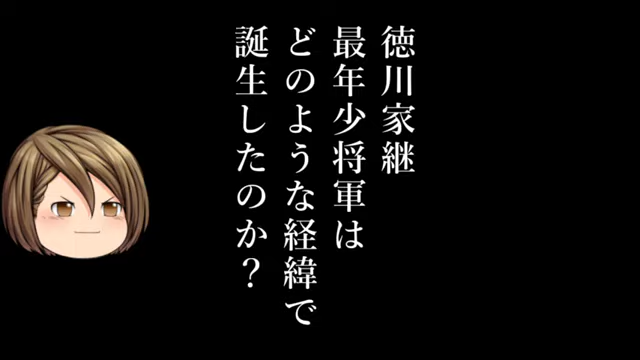 徳川家継
最年少将軍は
どのような経緯で
誕生したのか？